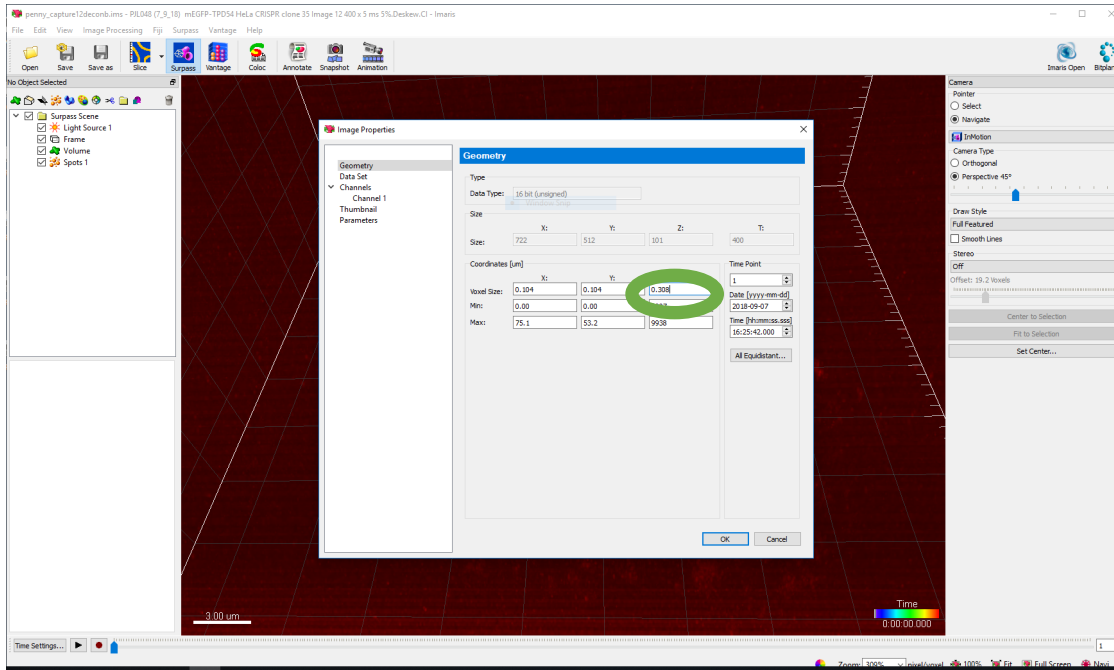 penny_capture12deconb.ims - PJL048 (7_9_18) mEGFP-TPD54 HeLa CRISPR clone 35 Image 12 400 x 5 ms 5%.Deskew.CI - Imaris
File Edit View Image Processing Fiji Surpass Vantage Help
Open Save Save as Slice Surpass Vantage Coloc Annotate Snapshot Animation Imaris Open Bitplan
No Object Selected
Surpass Scene
Light Source 1
Frame
Volume
Spots 1
Image Properties
Geometry
Data Set
Channels
Channel 1
Thumbnail
Parameters
Geometry
Type
Data Type: 16 bit (unsigned)
Window Snip
Size
X: Y: Z: T:
Size: 722 512 101 400
Coordinates [um]
X: Y:
Voxel Size: 0.104 0.104 0.308
Min: 0.00 0.00
Max: 75.1 53.2 9938
Time Point
1
Date [yyyy-mm-dd]
2018-09-07
Time [hh:mm:ss.sss]
16:25:42.000
All Equidistant...
OK Cancel
3.00 um
Time
0:00:00.000
Camera
Pointer
Select
Navigate
InMotion
Camera Type
Orthogonal
Perspective 45°
Draw Style
Full Featured
Smooth Lines
Stereo
Off
Offset: 19.2 Voxels
Center to Selection
Fit to Selection
Set Center...
Time Settings... 1
Zoom: 309% pixel/voxel 100% Fit Full Screen Navi